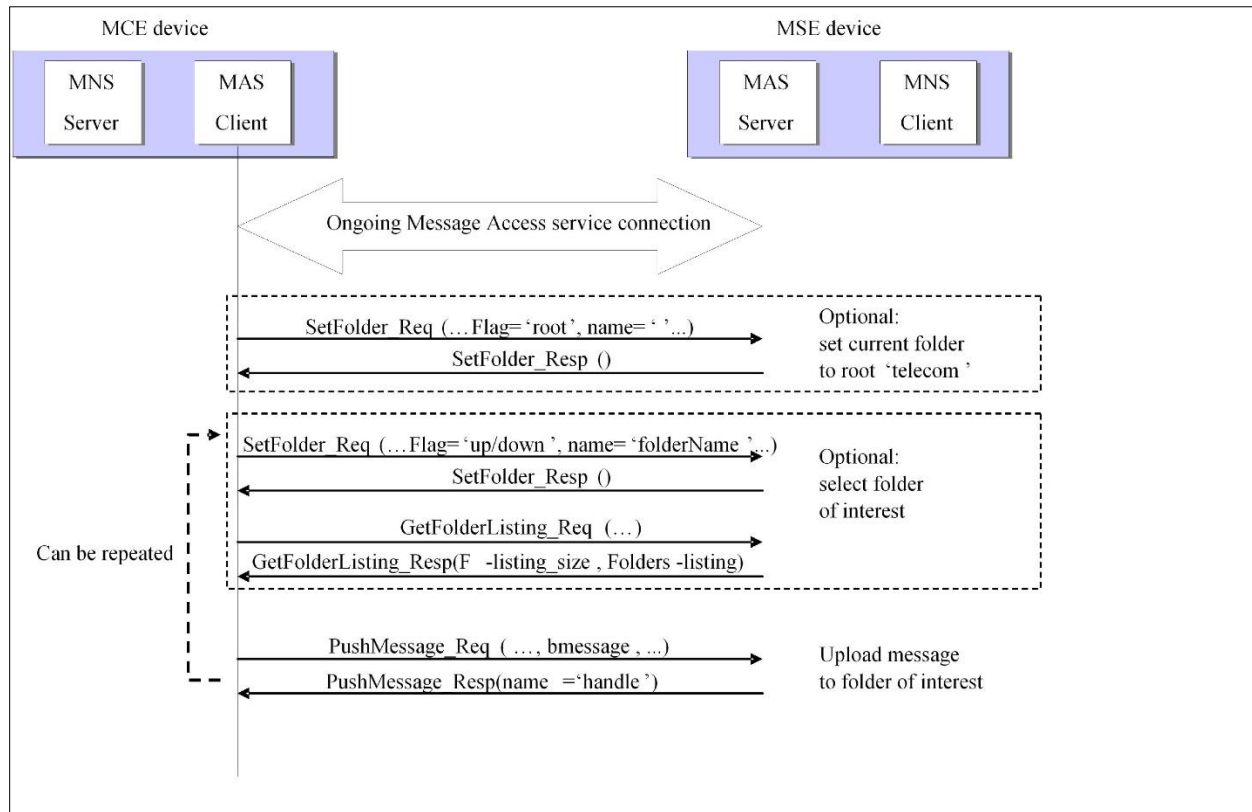 MCE device
MSE device
MNS
Server
MAS
Client
MAS
Server
MNS
Client
Ongoing Message Access service connection
SetFolder_Req (…Flag=‘root’, name=‘ ’...)
SetFolder_Resp ()
Optional:
set current folder
to root ‘telecom’
SetFolder_Req (…Flag=‘up/down’, name=‘folderName’...)
SetFolder_Resp ()
Optional:
select folder
of interest
GetFolderListing_Req (…)
GetFolderListing_Resp(F -listing_size , Folders -listing)
Can be repeated
PushMessage_Req ( …, bmessage , ...)
PushMessage_Resp(name =‘handle’)
Upload message
to folder of interest